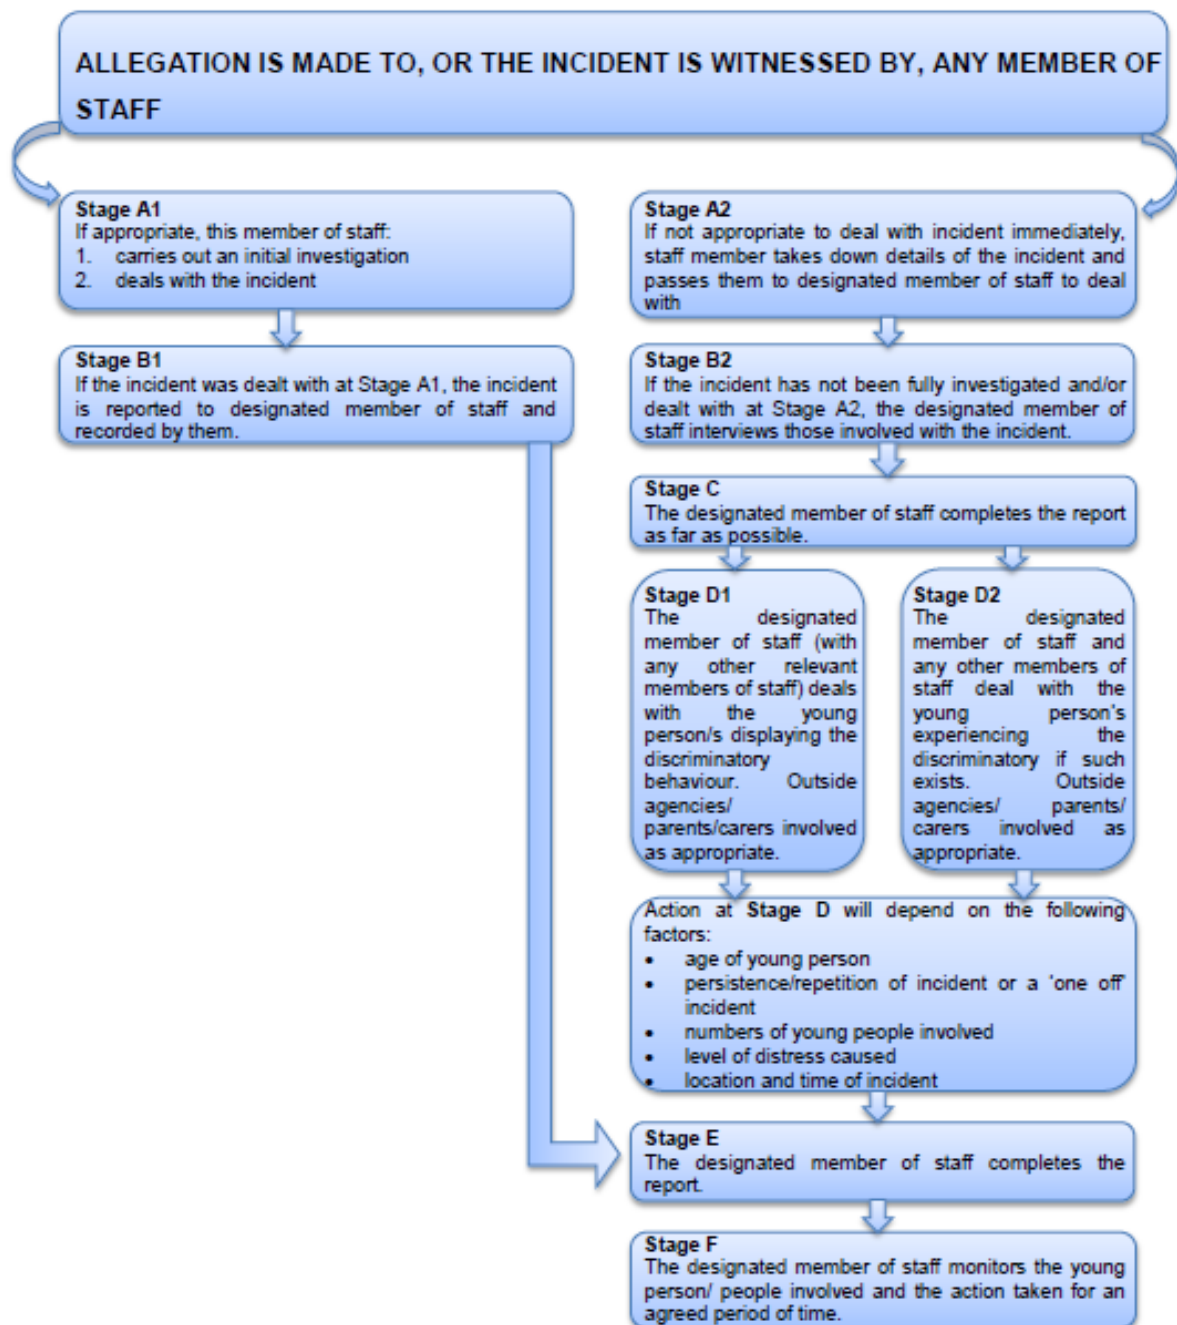 ALLEGATION IS MADE TO, OR THE INCIDENT IS WITNESSED BY, ANY MEMBER OF
STAFF
Stage A1
If appropriate, this member of staff:
1. carries out an initial investigation
2. deals with the incident
Stage A2
If not appropriate to deal with incident immediately,
staff member takes down details of the incident and
passes them to designated member of staff to deal
with
Stage B1
If the incident was dealt with at Stage A1, the incident
is reported to designated member of staff and
recorded by them.
Stage B2
If the incident has not been fully investigated and/or
dealt with at Stage A2, the designated member of
staff interviews those involved with the incident.
Stage C
The designated member of staff completes the report
as far as possible.
Stage D1
The designated
member of staff (with
any other relevant
members of staff) deals
with the young
person/s displaying the
discriminatory
behaviour. Outside
agencies/
parents/carers involved
as appropriate.
Stage D2
The designated
member of staff and
any other members of
staff deal with the
young person's
experiencing the
discriminatory if such
exists. Outside
agencies/ parents/
carers involved as
appropriate.
Action at Stage D will depend on the following
factors:
• age of young person
• persistence/repetition of incident or a 'one off'
incident
• numbers of young people involved
• level of distress caused
• location and time of incident
Stage E
The designated member of staff completes the
report.
Stage F
The designated member of staff monitors the young
person/ people involved and the action taken for an
agreed period of time.